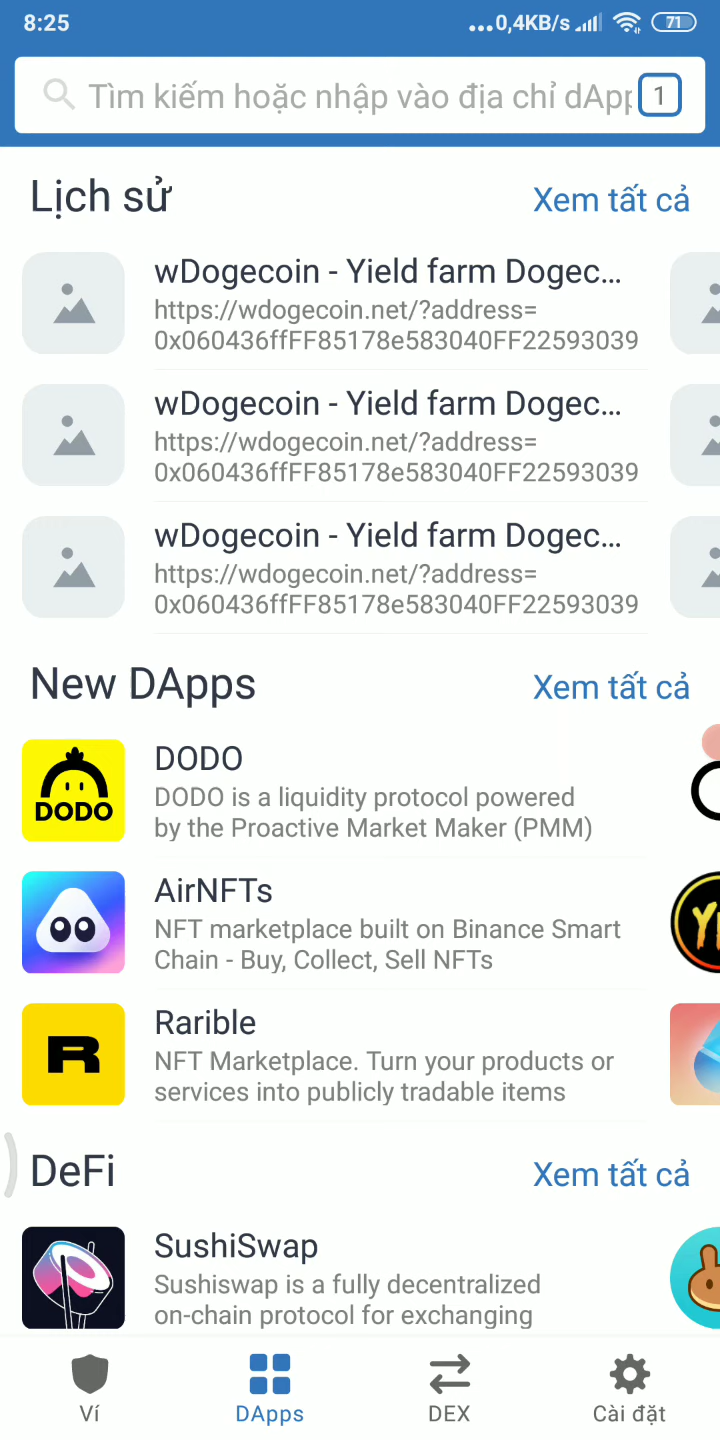 8:25
...0,4KB/s
71
Tìm kiếm hoặc nhập vào địa chỉ dApp
1
Lịch sử
Xem tất cả
wDogecoin - Yield farm Dogec...
https://wdogecoin.net/?address=
0x060436ffFF85178e583040FF22593039
wDogecoin - Yield farm Dogec...
https://wdogecoin.net/?address=
0x060436ffFF85178e583040FF22593039
wDogecoin - Yield farm Dogec...
https://wdogecoin.net/?address=
0x060436ffFF85178e583040FF22593039
New DApps
Xem tất cả
DODO
DODO
DODO is a liquidity protocol powered
by the Proactive Market Maker (PMM)
AirNFTs
NFT marketplace built on Binance Smart
Chain - Buy, Collect, Sell NFTs
R
Rarible
NFT Marketplace. Turn your products or
services into publicly tradable items
DeFi
Xem tất cả
SushiSwap
Sushiswap is a fully decentralized
on-chain protocol for exchanging
Ví
DApps
DEX
Cài đặt